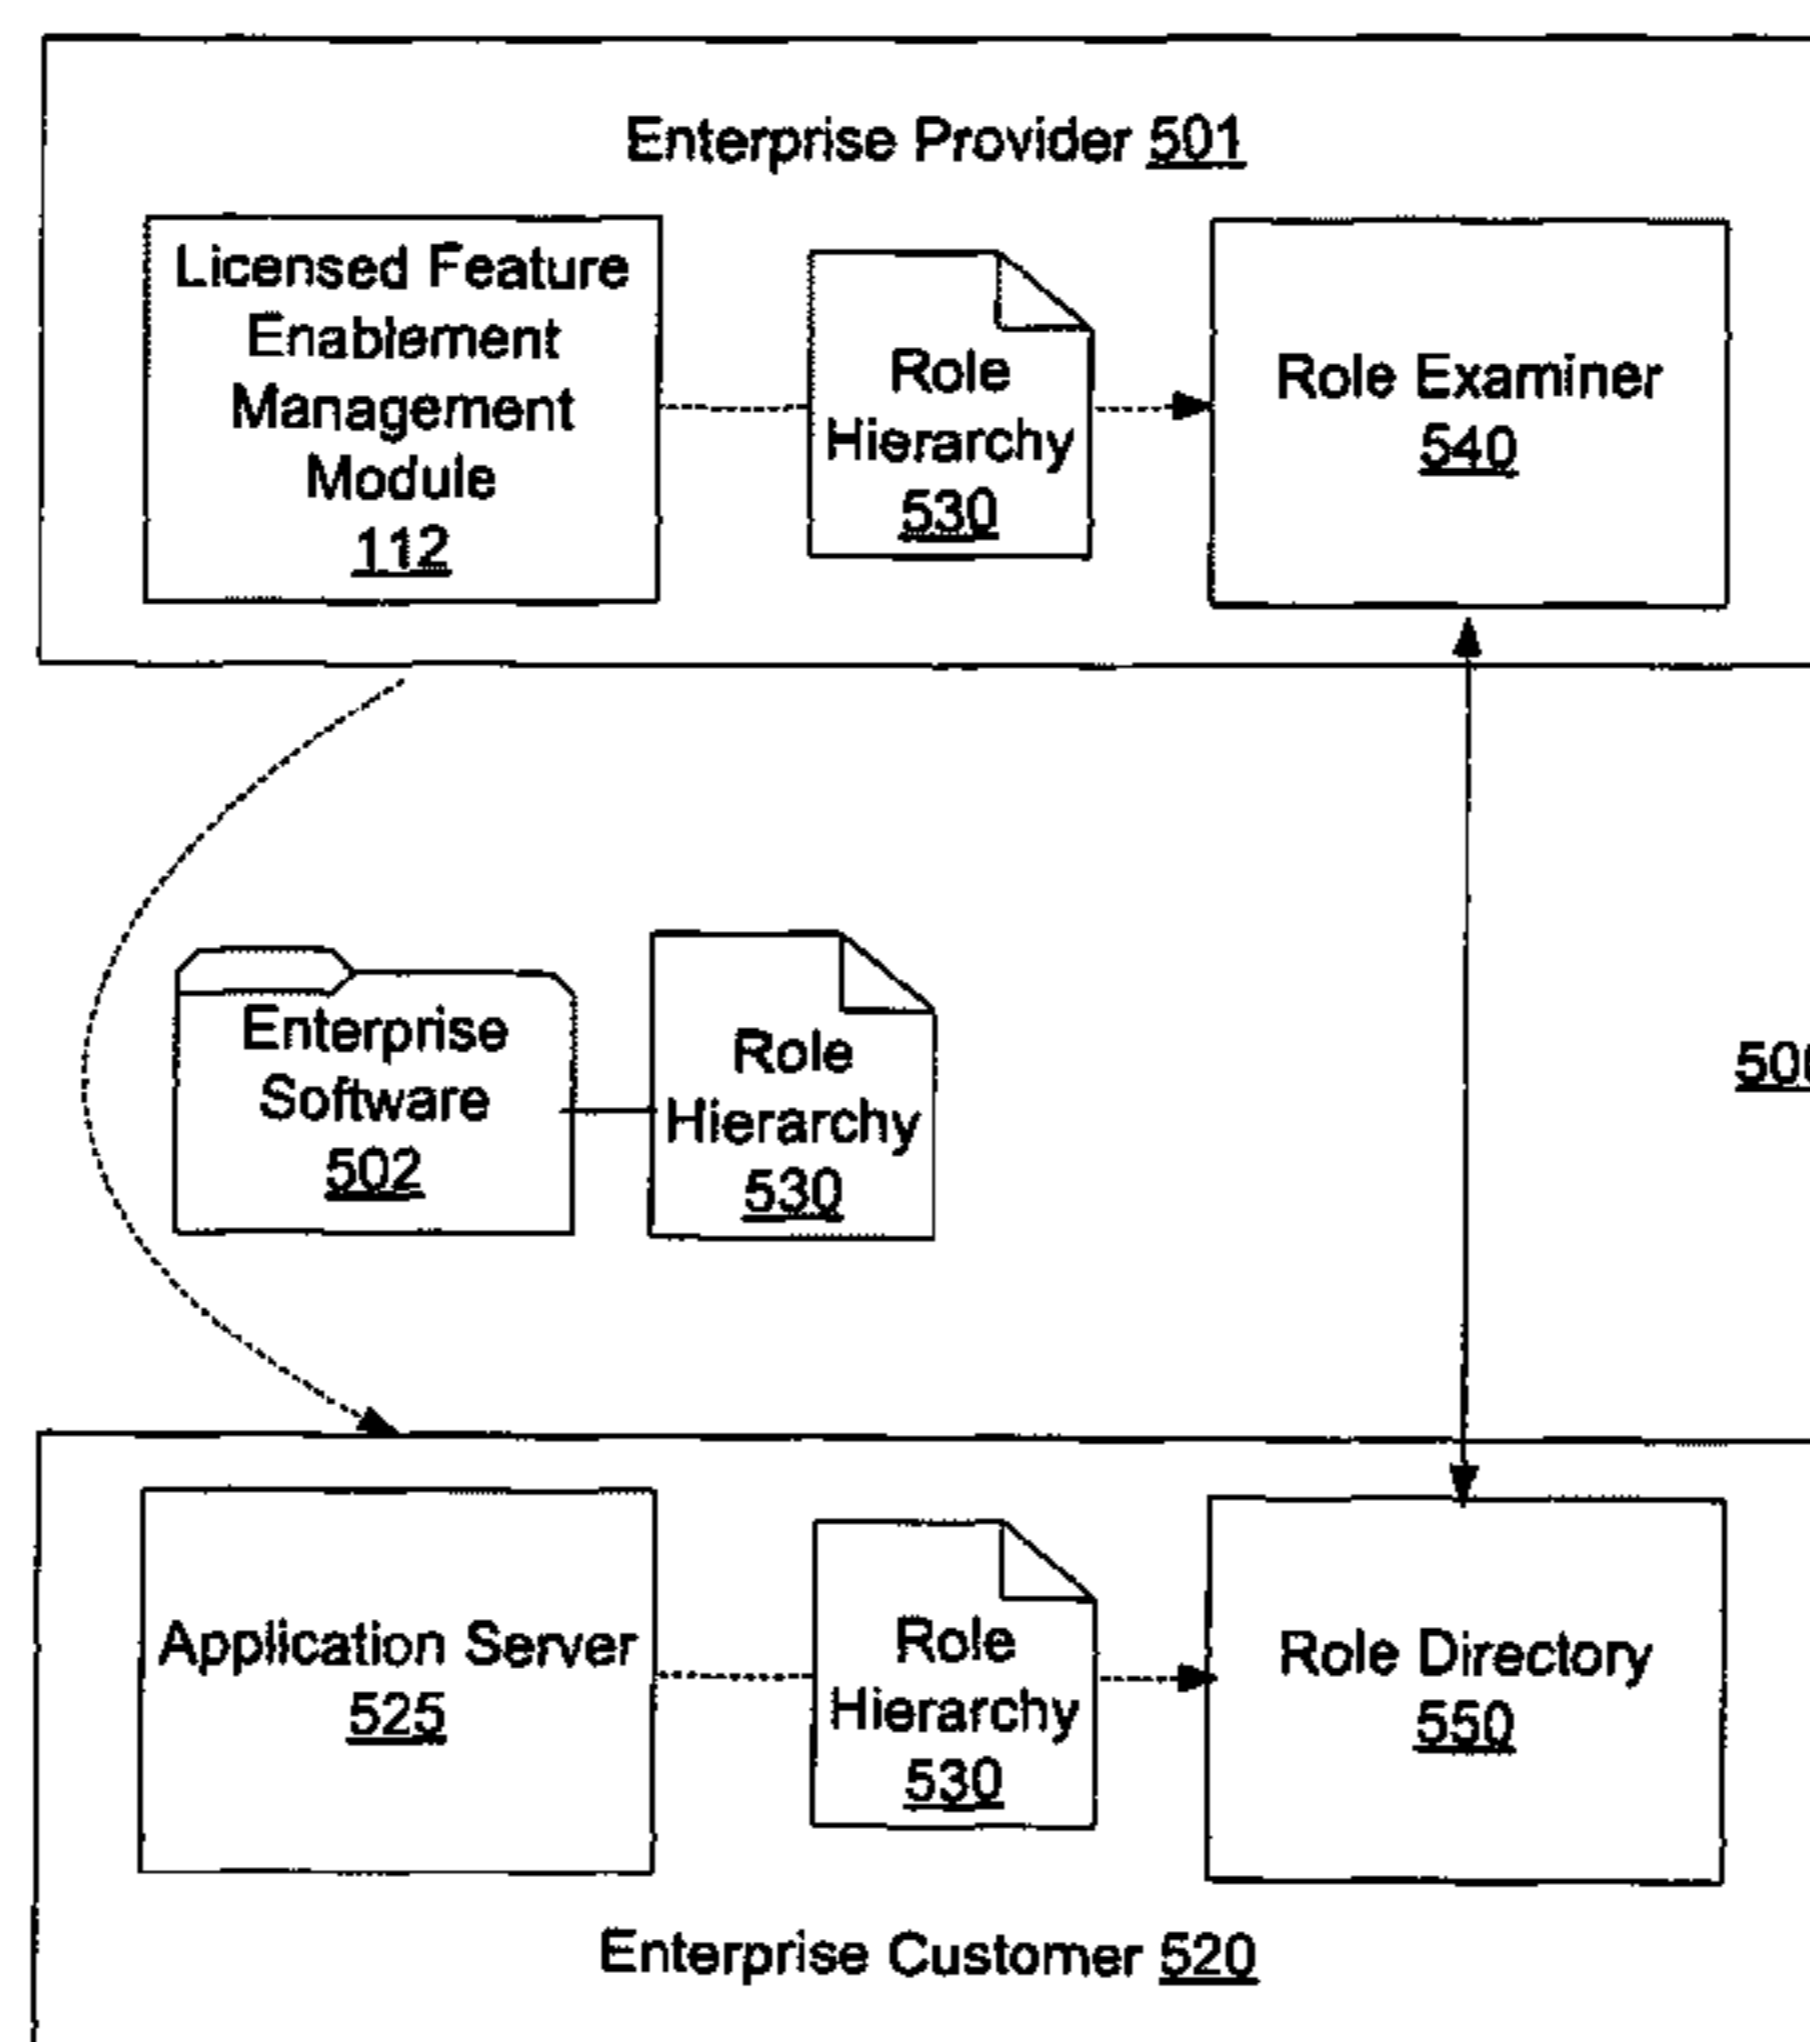 Enterprise Provider 501
Licensed Feature
Enablement
Management
Module
112
Role
Hierarchy
530
Role Examiner
540
Enterprise
Software
502
Role
Hierarchy
530
Application Server
525
Role
Hierarchy
530
Role Directory
550
Enterprise Customer 520